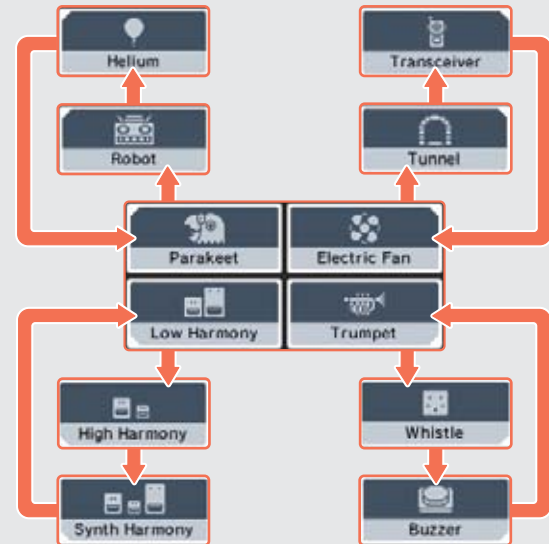 Helium
Transceiver
Robot
Tunnel
Parakeet
Electric Fan
Low Harmony
Trumpet
High Harmony
Whistle
Synth Harmony
Buzzer